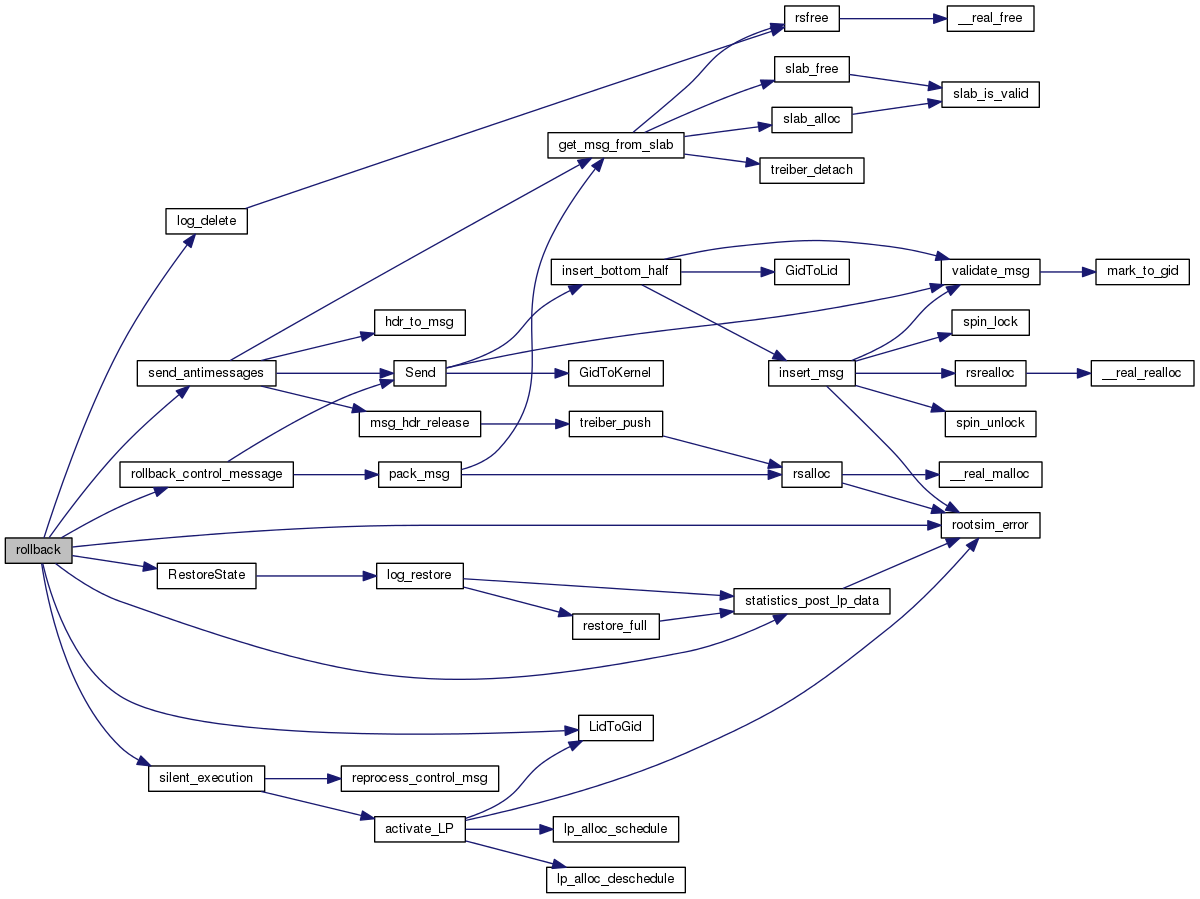 rsfree
__real_free
slab_free
slab_is_valid
slab_alloc
get_msg_from_slab
treiber_detach
log_delete
insert_bottom_half
GidToLid
validate_msg
mark_to_gid
hdr_to_msg
spin_lock
send_antimessages
Send
GidToKernel
insert_msg
rsrealloc
__real_realloc
msg_hdr_release
treiber_push
spin_unlock
rollback_control_message
pack_msg
rsalloc
__real_malloc
rootsim_error
rollback
RestoreState
log_restore
statistics_post_lp_data
restore_full
LidToGid
silent_execution
reprocess_control_msg
activate_LP
lp_alloc_schedule
lp_alloc_deschedule